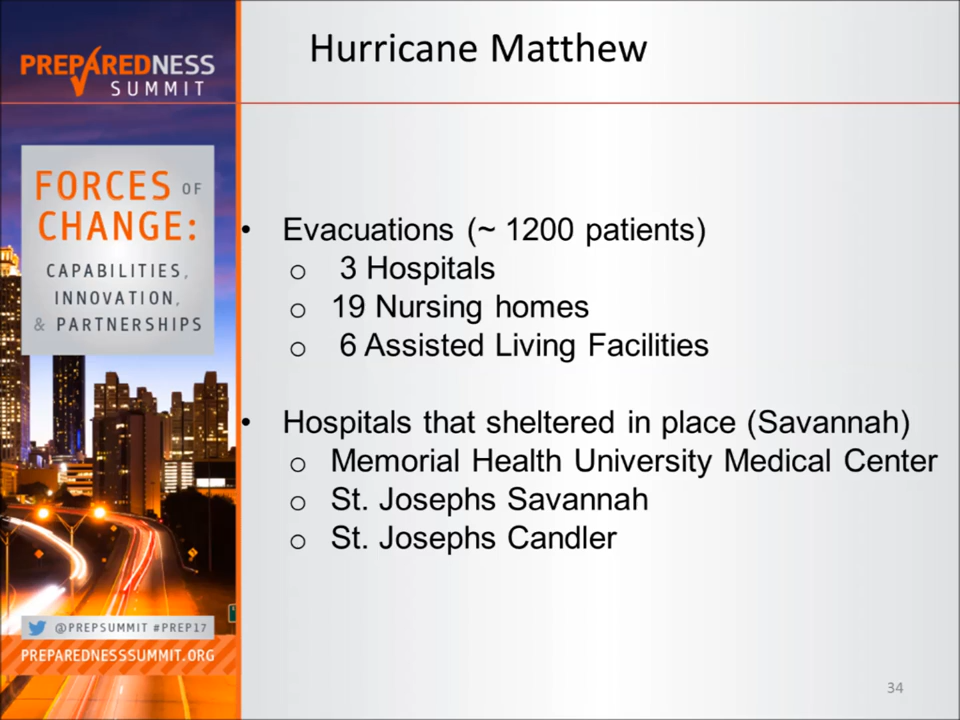 PREPAREDNESS
SUMMIT
FORCES OF
CHANGE:
CAPABILITIES,
INNOVATION,
& PARTNERSHIPS
@PREPSUMMIT #PREP17
PREPAREDNESSSUMMIT.ORG
Hurricane Matthew
• Evacuations (~ 1200 patients)
o 3 Hospitals
o 19 Nursing homes
o 6 Assisted Living Facilities
• Hospitals that sheltered in place (Savannah)
o Memorial Health University Medical Center
o St. Josephs Savannah
o St. Josephs Candler
34